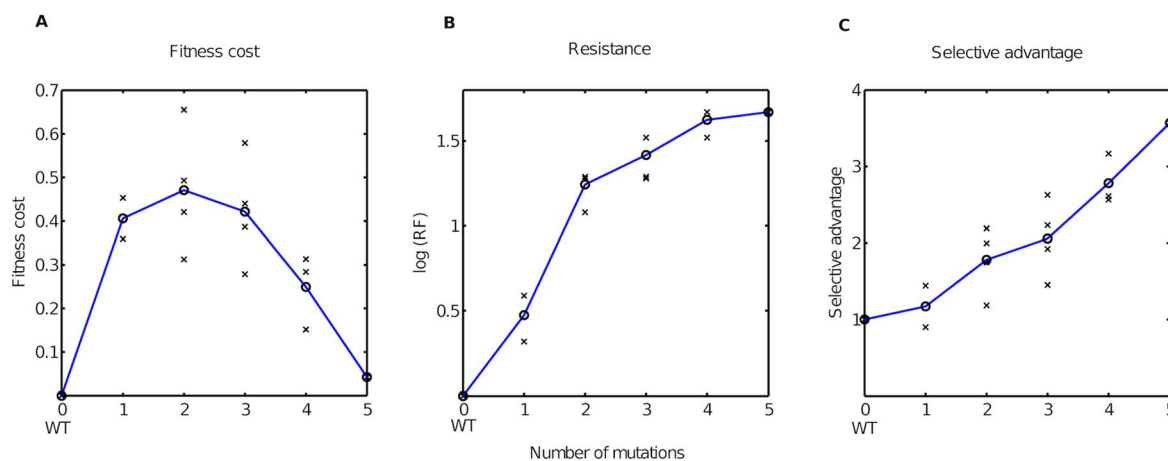 A
Fitness cost
Fitness cost
0.7
0.6
0.5
0.4
0.3
0.2
0.1
0 1 2 3 4 5
WT
B
Resistance
log (RF)
1.5
1
0.5
0 1 2 3 4 5
WT
Number of mutations
C
Selective advantage
Selective advantage
4
3
2
1
0 1 2 3 4 5
WT